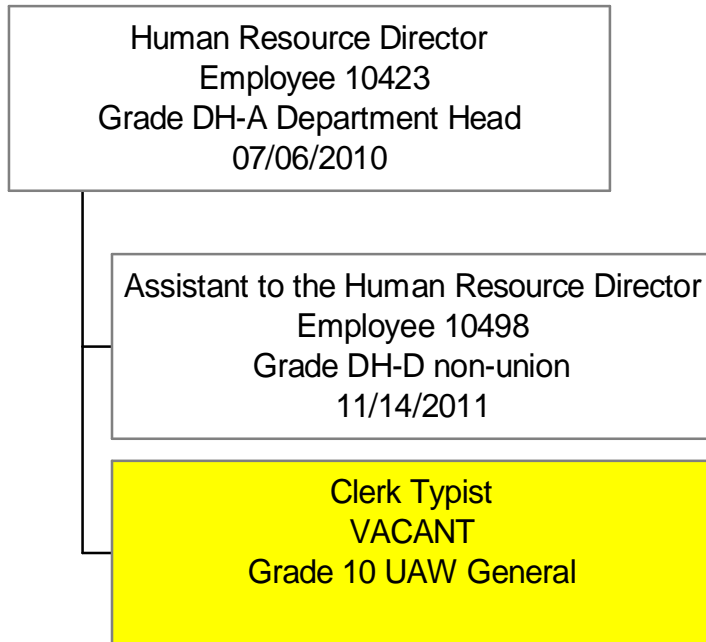 Human Resource Director
Employee 10423
Grade DH-A Department Head
07/06/2010
Assistant to the Human Resource Director
Employee 10498
Grade DH-D non-union
11/14/2011
Clerk Typist
VACANT
Grade 10 UAW General